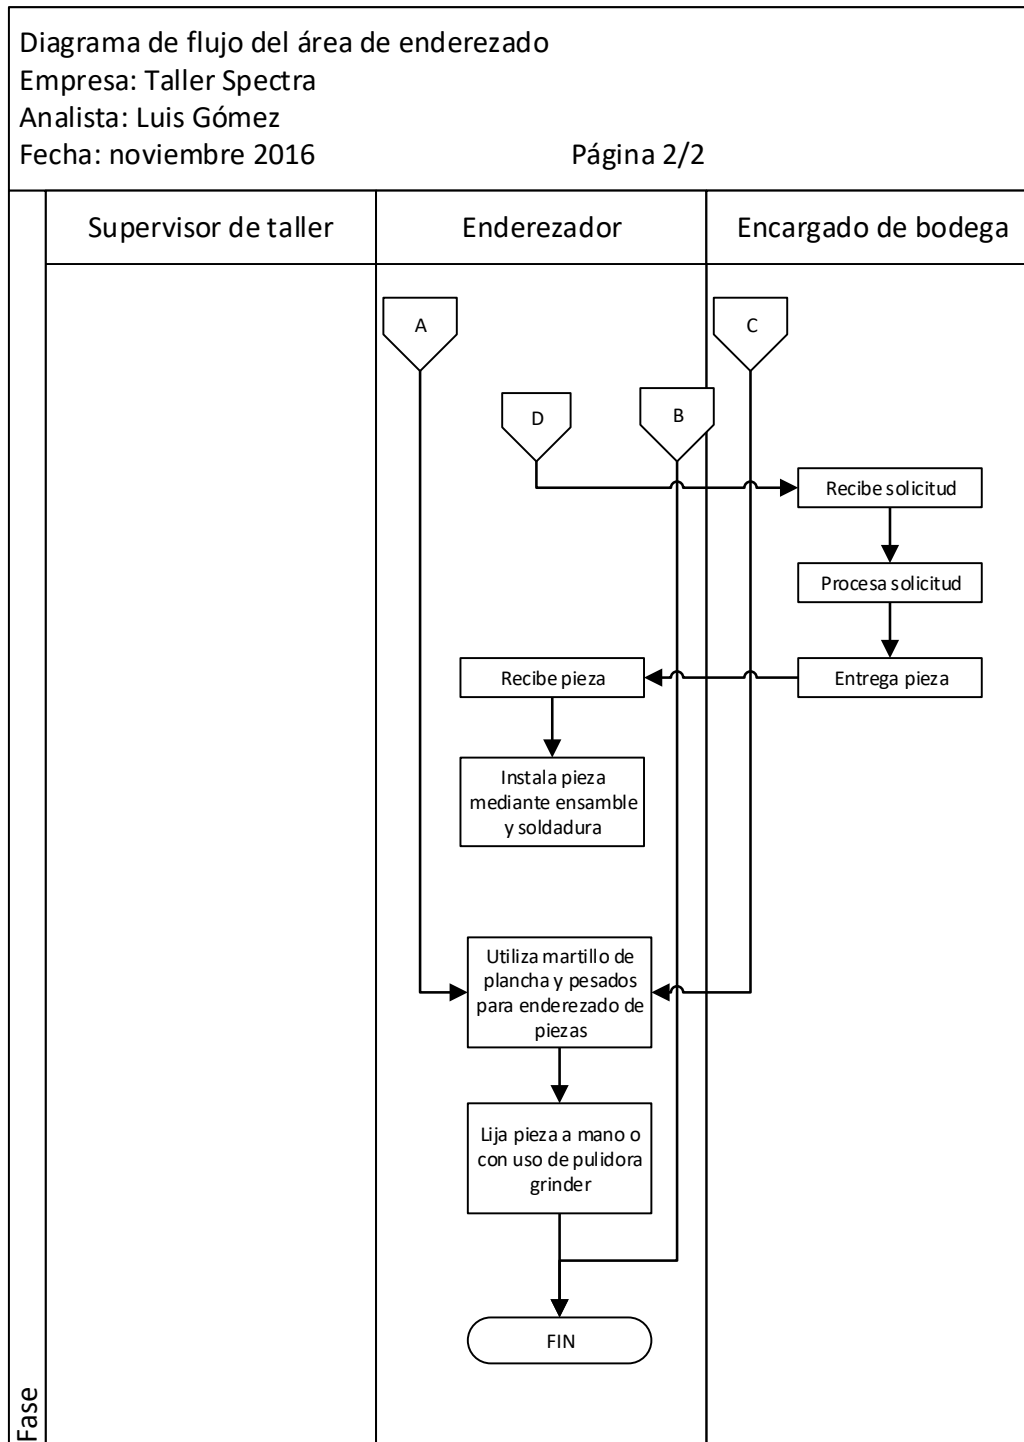 Diagrama de flujo del área de enderezado
Empresa: Taller Spectra
Analista: Luis Gómez
Fecha: noviembre 2016 Página 2/2
Supervisor de taller Enderezador Encargado de bodega
A C
D B
Recibe solicitud
Procesa solicitud
Recibe pieza Entrega pieza
Instala pieza
mediante ensamble
y soldadura
Utiliza martillo de
plancha y pesados
para enderezado de
piezas
Lija pieza a mano o
con uso de pulidora
grinder
FIN
Fase